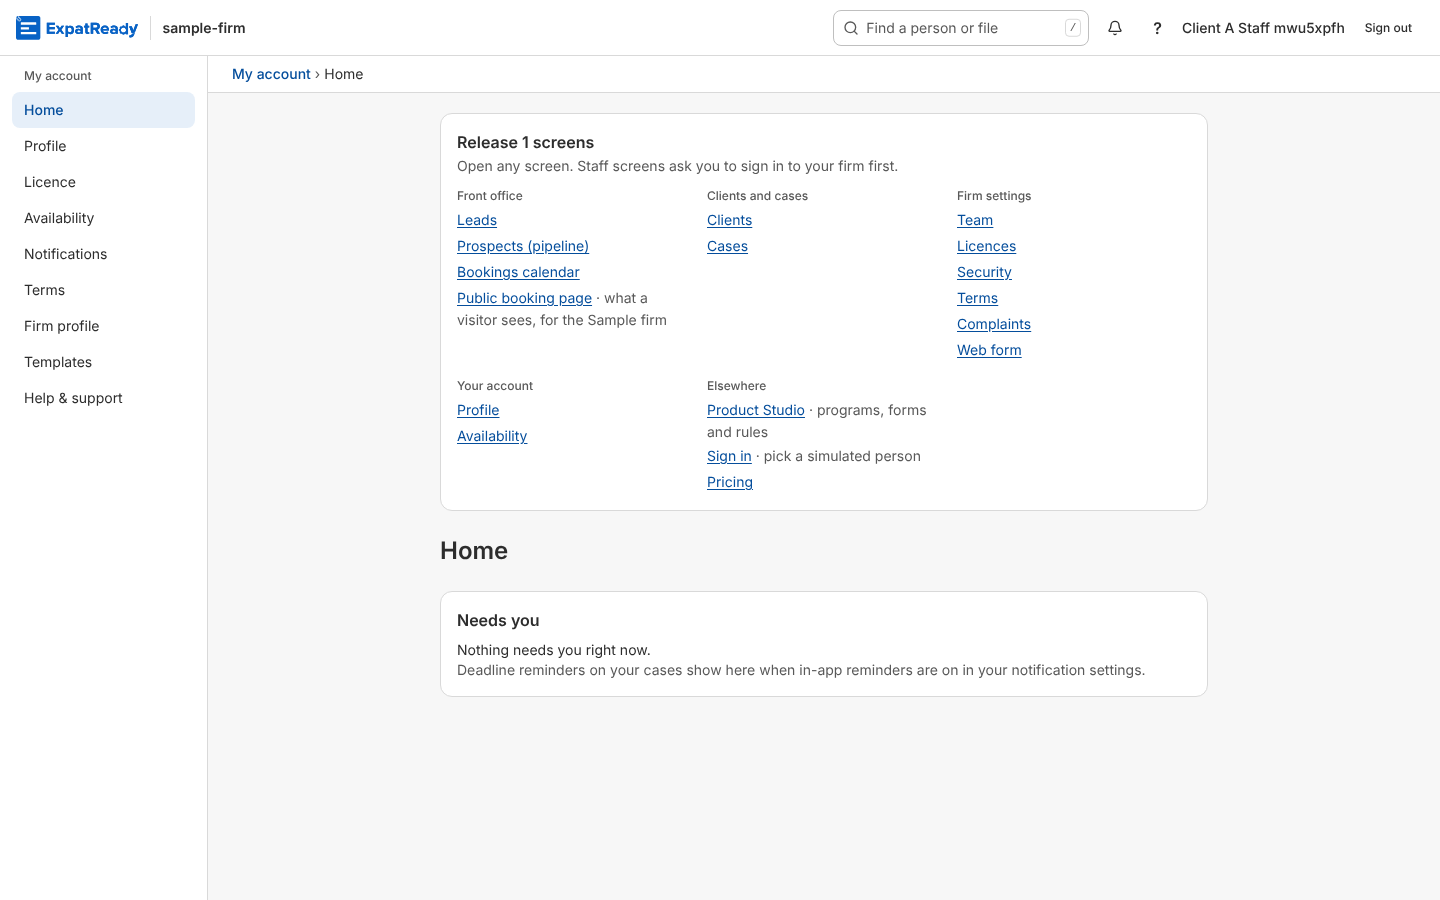 ExpatReady
sample-firm
Find a person or file
/
?
Client A Staff mwu5xpfh
Sign out
My account
Home
Profile
Licence
Availability
Notifications
Terms
Firm profile
Templates
Help & support
My account › Home
Release 1 screens
Open any screen. Staff screens ask you to sign in to your firm first.
Front office
Leads
Prospects (pipeline)
Bookings calendar
Public booking page · what a
visitor sees, for the Sample firm
Clients and cases
Clients
Cases
Firm settings
Team
Licences
Security
Terms
Complaints
Web form
Your account
Profile
Availability
Elsewhere
Product Studio · programs, forms
and rules
Sign in · pick a simulated person
Pricing
Home
Needs you
Nothing needs you right now.
Deadline reminders on your cases show here when in-app reminders are on in your notification settings.